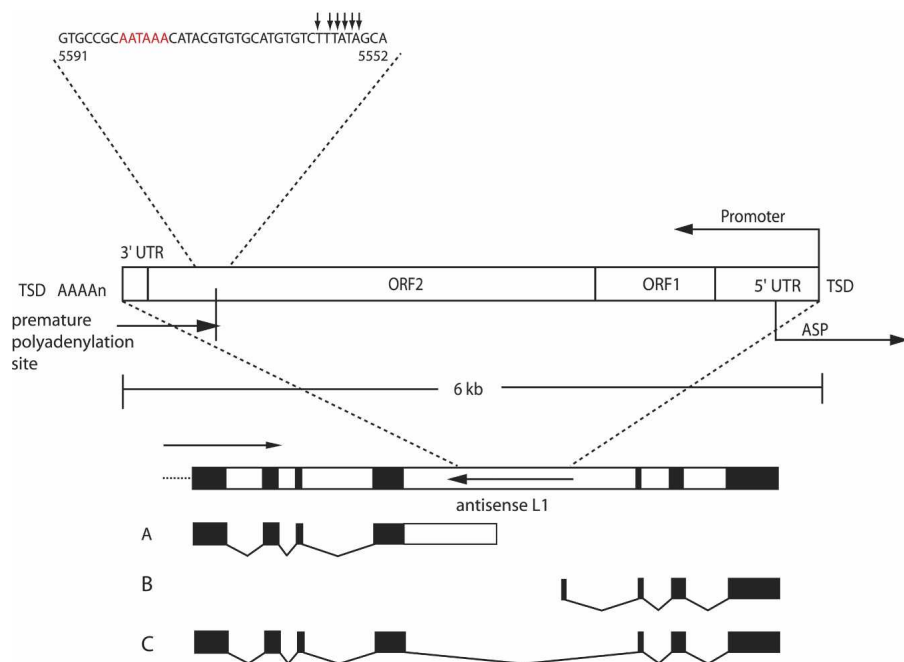 GTGCCGCAATAAACATACGTGTGCATGTGTCTTTATAGCA
5591 5552
Promoter
3' UTR
TSD AAAAn ORF2 ORF1 5' UTR TSD
premature
polyadenylation
site
ASP
6 kb
antisense L1
A
B
C